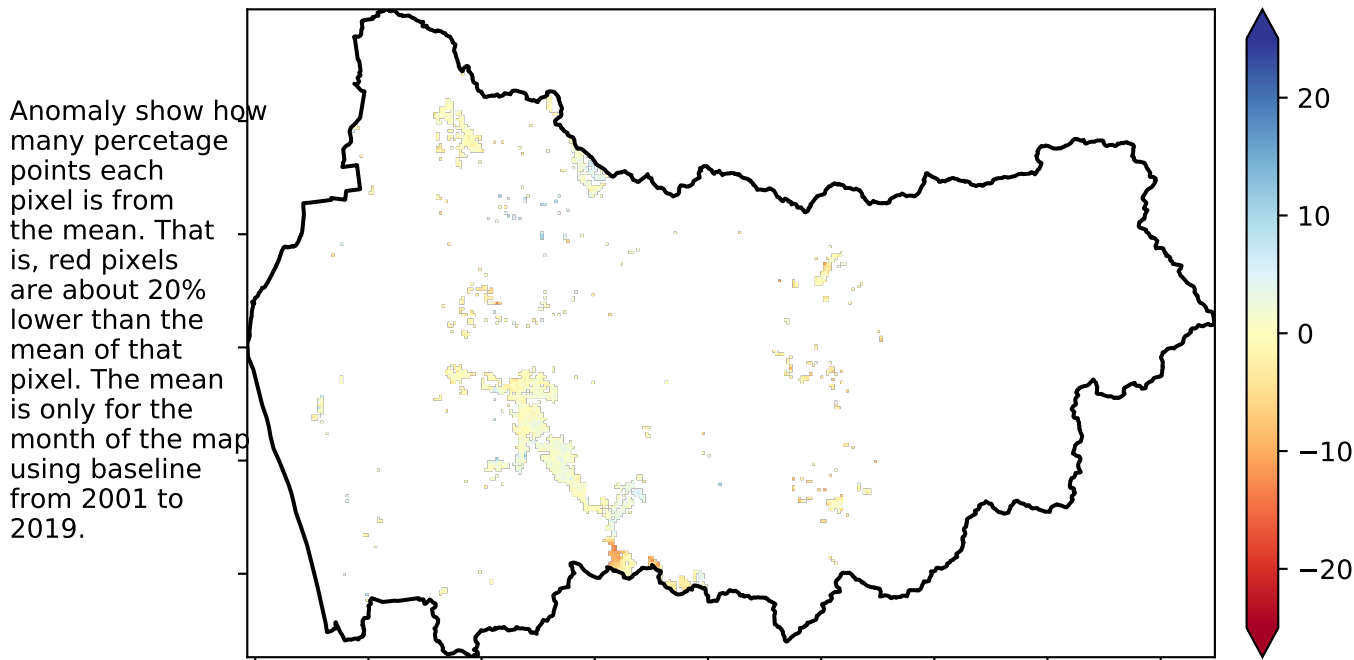 Anomaly show how
many percetage
points each
pixel is from
the mean. That
is, red pixels
are about 20%
lower than the
mean of that
pixel. The mean
is only for the
month of the map
using baseline
from 2001 to
2019.
20
10
0
−10
−20